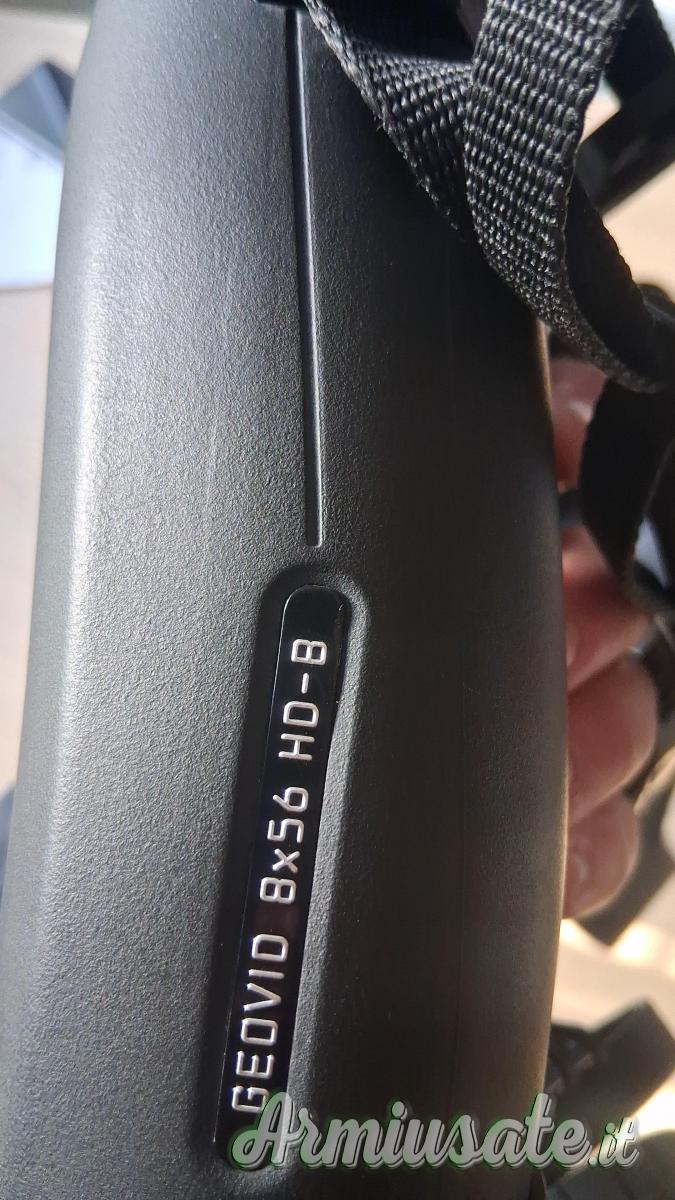 GEOVID 8x56 HD-B
Armiusate.it